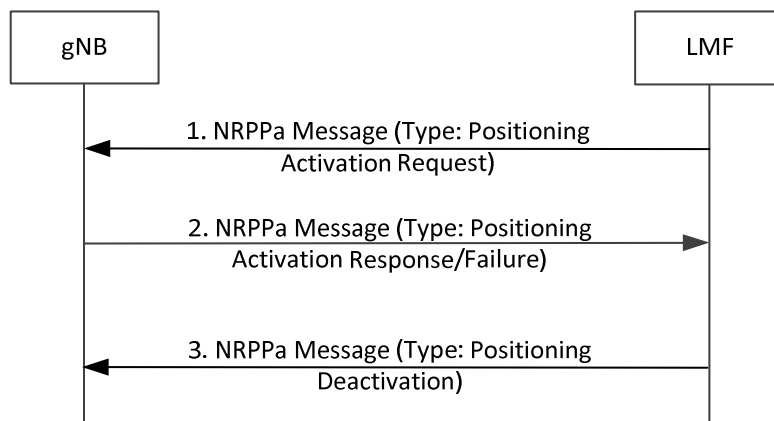 gNB
LMF
1. NRPPa Message (Type: Positioning
Activation Request)
2. NRPPa Message (Type: Positioning
Activation Response/Failure)
3. NRPPa Message (Type: Positioning
Deactivation)